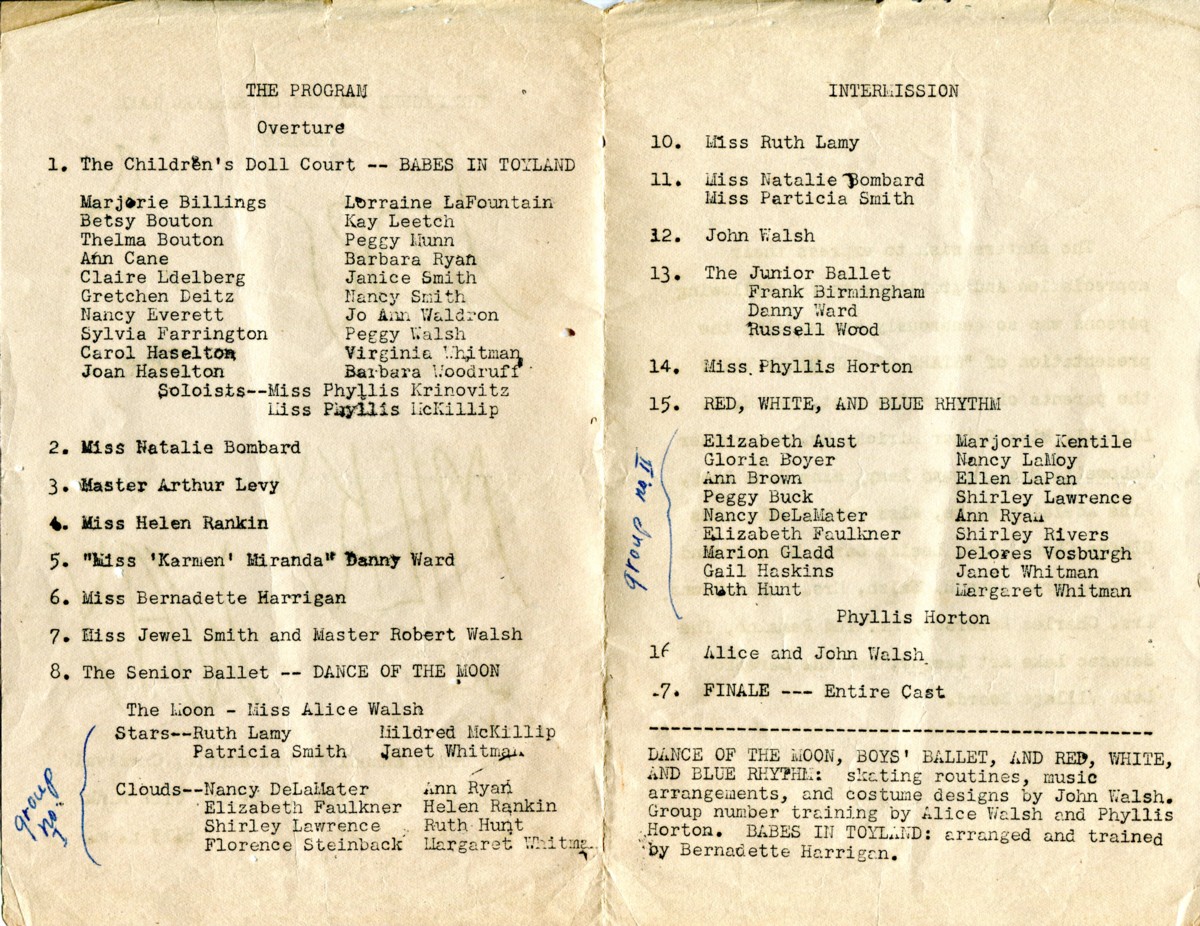 THE PROGRAM
Overture
1. The Children's Doll Court -- BABES IN TOYLAND
Marjorie Billings Lorraine LaFountain
Betsy Bouton Kay Leetch
Thelma Bouton Peggy Munn
Ann Cane Barbara Ryan
Claire Edelberg Janice Smith
Gretchen Deitz Nancy Smith
Nancy Everett Jo Ann Waldron
Sylvia Farrington Peggy Walsh
Carol Haselton Virginia Whitman
Joan Haselton Barbara Woodruff
Soloists--Miss Phyllis Krinovitz
Miss Phyllis McKillip
2. Miss Natalie Bombard
3. Master Arthur Levy
4. Miss Helen Rankin
5. "Miss 'Karmen' Miranda" Danny Ward
6. Miss Bernadette Harrigan
7. Miss Jewel Smith and Master Robert Walsh
8. The Senior Ballet -- DANCE OF THE MOON
The Moon - Miss Alice Walsh
Stars--Ruth Lamy Mildred McKillip
Patricia Smith Janet Whitman
group no. I
Clouds--Nancy DeLaMater Ann Ryan
Elizabeth Faulkner Helen Rankin
Shirley Lawrence Ruth Hunt
Florence Steinback Margaret Whitma
INTERMISSION
10. Miss Ruth Lamy
11. Miss Natalie Bombard
Miss Particia Smith
12. John Walsh
13. The Junior Ballet
Frank Birmingham
Danny Ward
Russell Wood
14. Miss Phyllis Horton
15. RED, WHITE, AND BLUE RHYTHM
group no. II
Elizabeth Aust Marjorie Kentile
Gloria Boyer Nancy LaMoy
Ann Brown Ellen LaPan
Peggy Buck Shirley Lawrence
Nancy DeLaMater Ann Ryan
Elizabeth Faulkner Shirley Rivers
Marion Gladd Delores Vosburgh
Gail Haskins Janet Whitman
Ruth Hunt Margaret Whitman
Phyllis Horton
16 Alice and John Walsh
7. FINALE --- Entire Cast
DANCE OF THE MOON, BOYS' BALLET, AND RED, WHITE,
AND BLUE RHYTHM: skating routines, music
arrangements, and costume designs by John Walsh.
Group number training by Alice Walsh and Phyllis
Horton. BABES IN TOYLAND: arranged and trained
by Bernadette Harrigan.